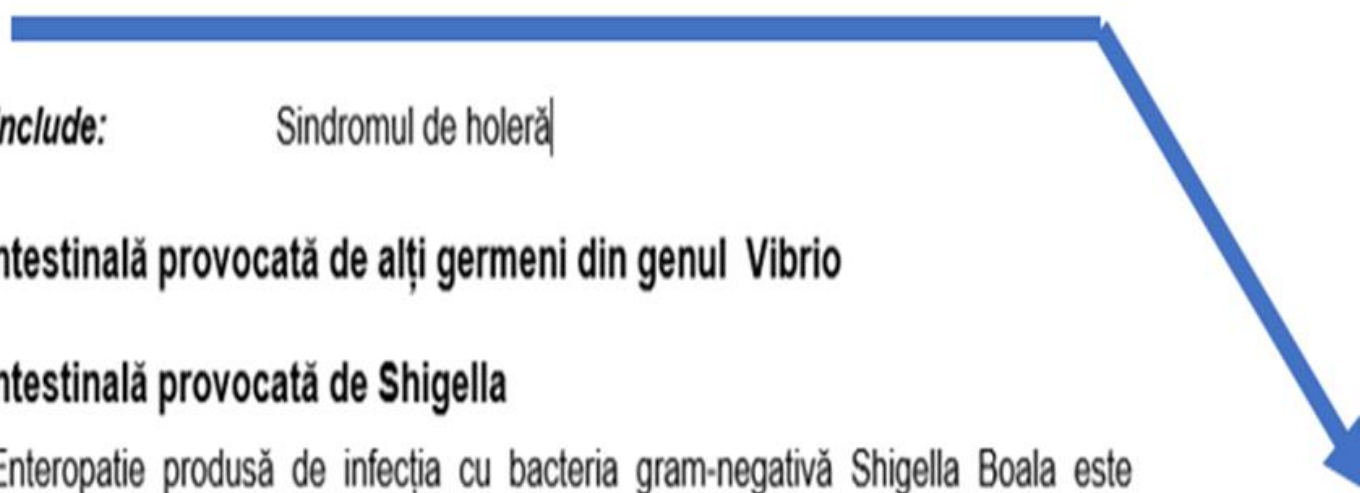 include: Sindromul de holeră
ntestinală provocată de alți germeni din genul Vibrio
ntestinală provocată de Shigella
Enteropatie produsă de infecția cu bacteria gram-negativă Shigella Boala este